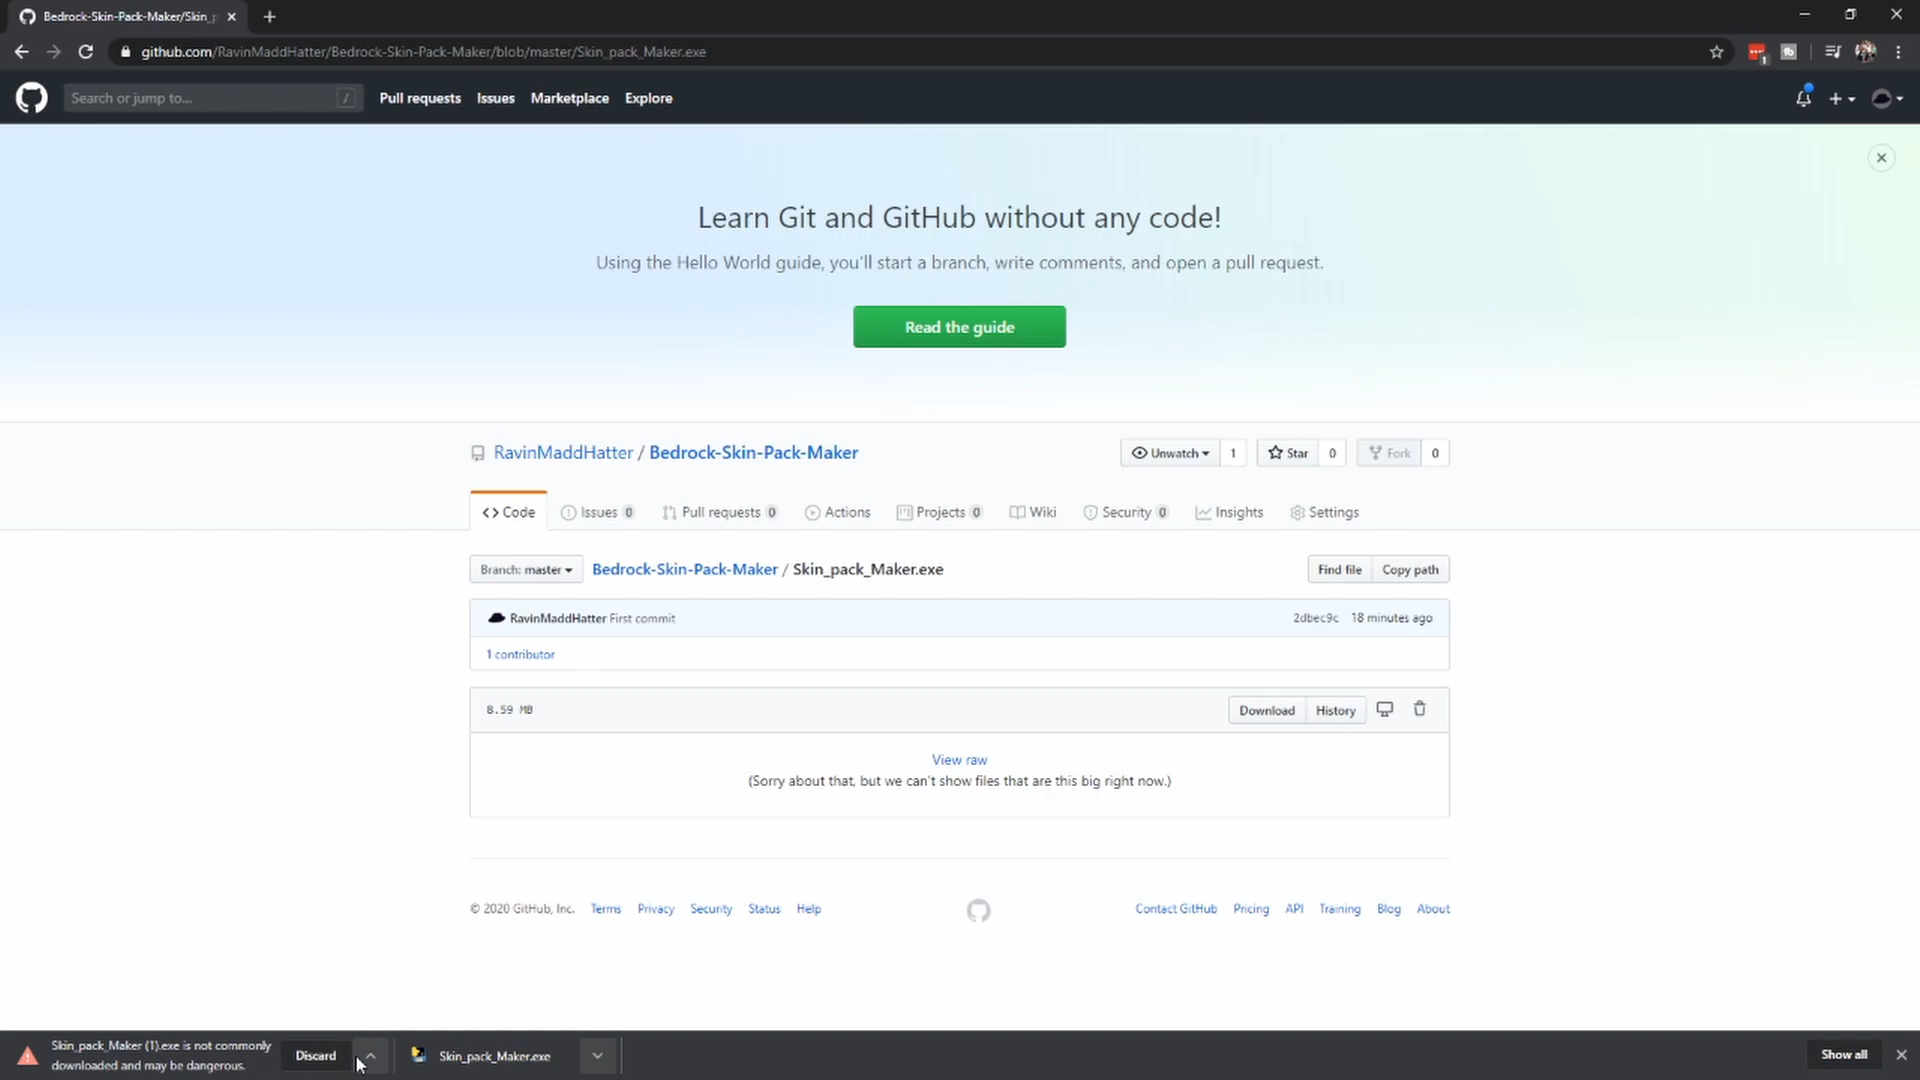 Bedrock-Skin-Pack-Maker/Skin_p
github.com/RavinMaddHatter/Bedrock-Skin-Pack-Maker/blob/master/Skin_pack_Maker.exe
1
Search or jump to... /
Pull requests Issues Marketplace Explore
Learn Git and GitHub without any code!
Using the Hello World guide, you'll start a branch, write comments, and open a pull request.
Read the guide
RavinMaddHatter / Bedrock-Skin-Pack-Maker
Unwatch 1 Star 0 Fork 0
Code Issues 0 Pull requests 0 Actions Projects 0 Wiki Security 0 Insights Settings
Branch: master Bedrock-Skin-Pack-Maker / Skin_pack_Maker.exe Find file Copy path
RavinMaddHatter First commit 2dbec9c 18 minutes ago
1 contributor
8.59 MB Download History
View raw
(Sorry about that, but we can't show files that are this big right now.)
© 2020 GitHub, Inc. Terms Privacy Security Status Help Contact GitHub Pricing API Training Blog About
Skin_pack_Maker (1).exe is not commonly
downloaded and may be dangerous.
Discard
Skin_pack_Maker.exe
Show all